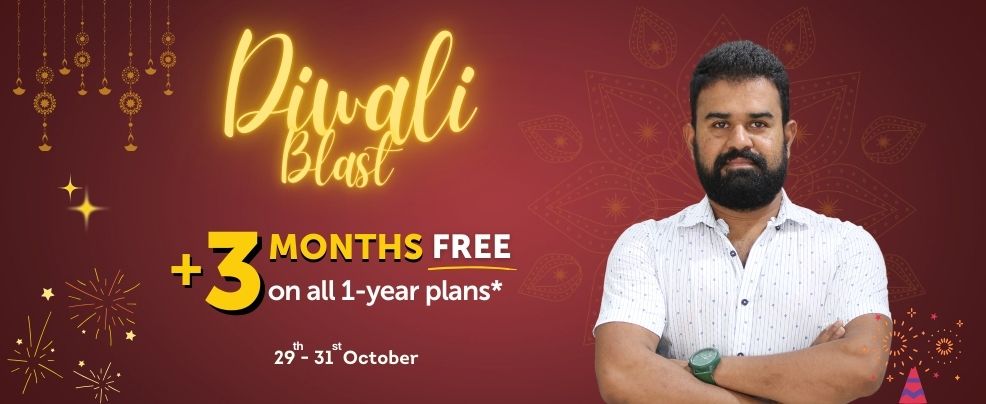 Diwali
Blast
+3 MONTHS FREE
on all 1-year plans*
29th - 31st October